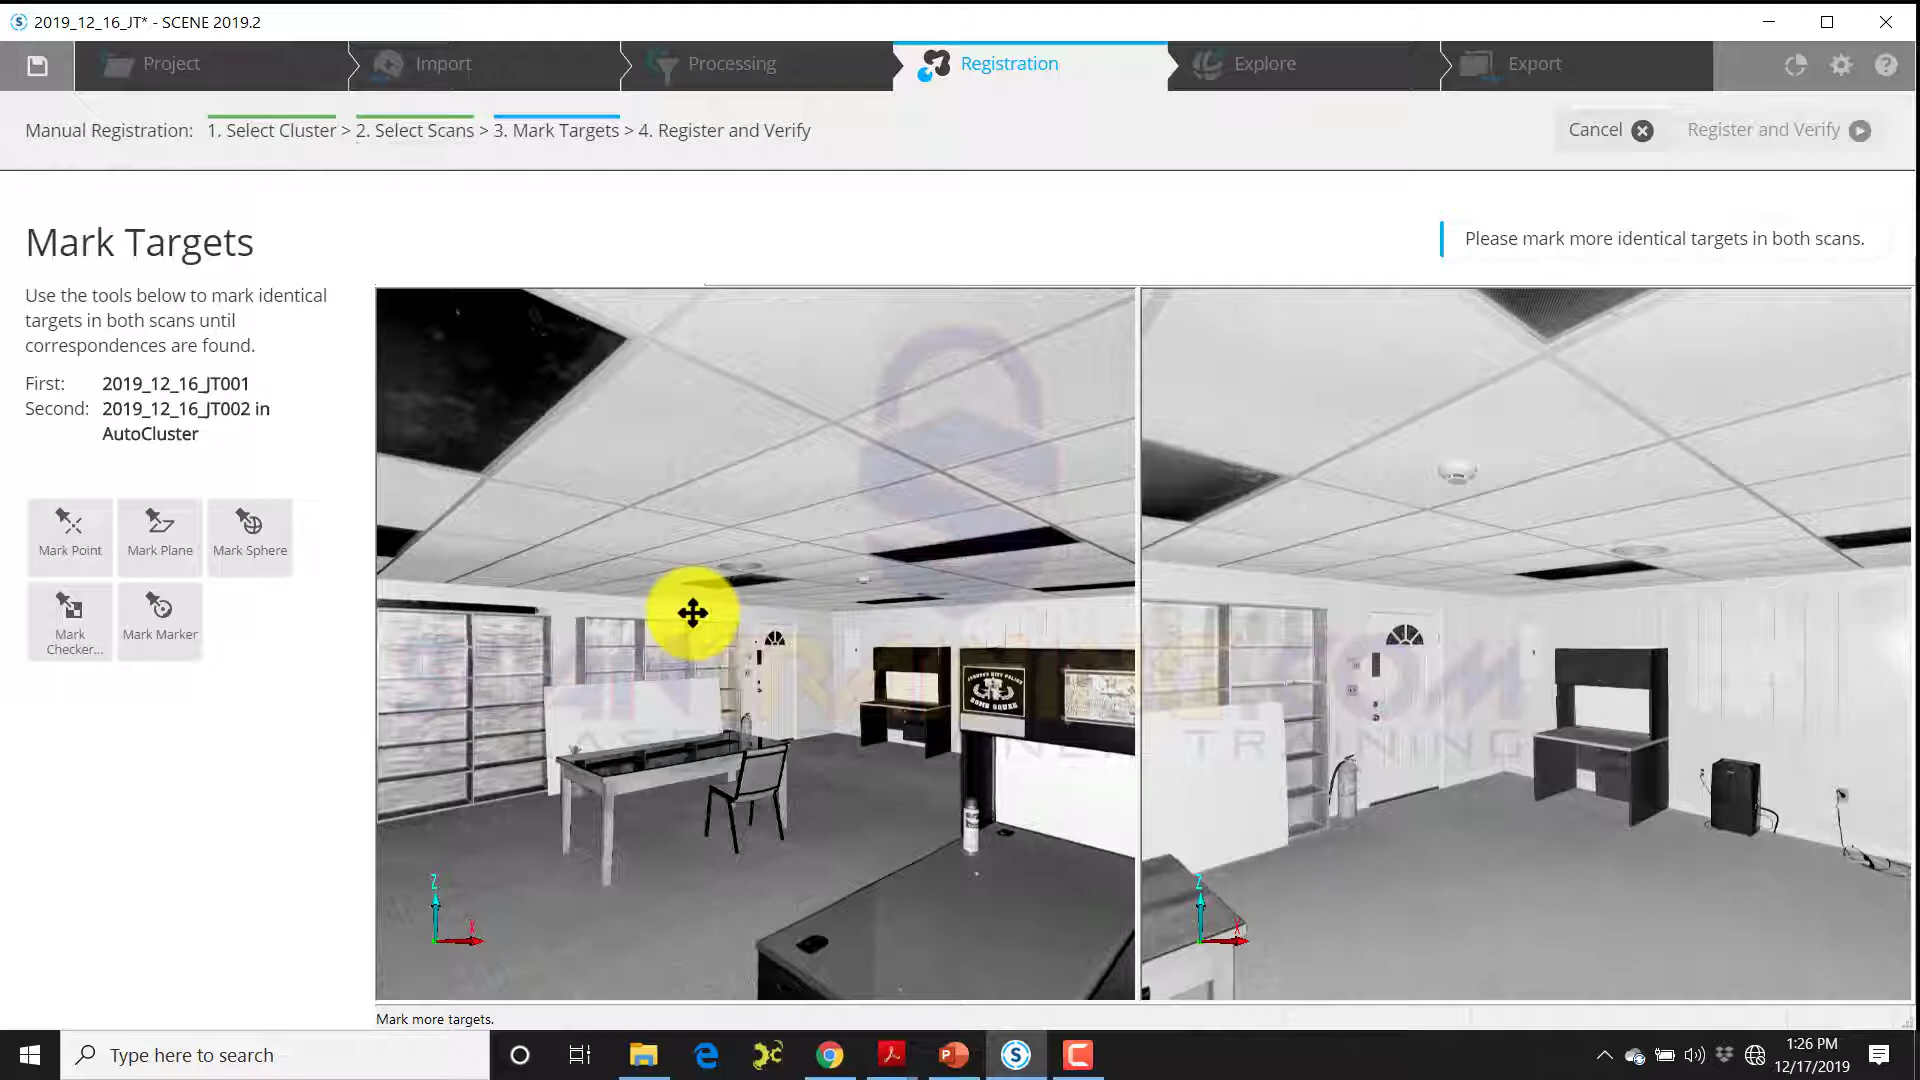 2019_12_16_JT* - SCENE 2019.2
Project
Import
Processing
Registration
Explore
Export
Manual Registration: 1. Select Cluster > 2. Select Scans > 3. Mark Targets > 4. Register and Verify
Cancel
Register and Verify
Mark Targets
Please mark more identical targets in both scans.
Use the tools below to mark identical
targets in both scans until
correspondences are found.
First: 2019_12_16_JT001
Second: 2019_12_16_JT002 in
AutoCluster
Mark Point
Mark Plane
Mark Sphere
Mark
Checker...
Mark Marker
BOMB SQUAD
TRAINING
Z
X
Z
X
Mark more targets.
Type here to search
1:26 PM
12/17/2019